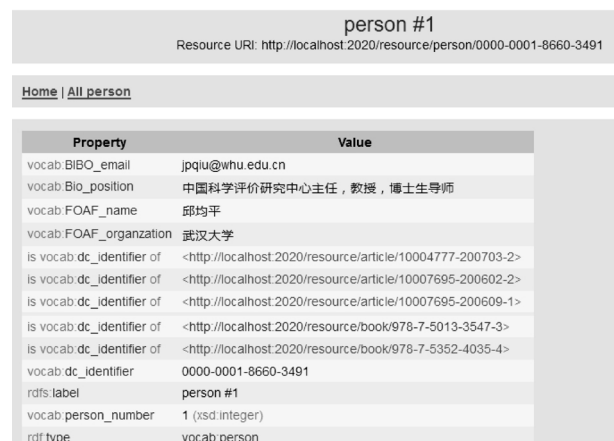 person #1
Resource URI: http://localhost:2020/resource/person/0000-0001-8660-3491
Home | All person
Property Value
vocab:BIBO_email jpqiu@whu.edu.cn
vocab:Bio_position 中国科学评价研究中心主任，教授，博士生导师
vocab:FOAF_name 邱均平
vocab:FOAF_organzation 武汉大学
is vocab:dc_identifier of <http://localhost:2020/resource/article/10004777-200703-2>
is vocab:dc_identifier of <http://localhost:2020/resource/article/10007695-200602-2>
is vocab:dc_identifier of <http://localhost:2020/resource/article/10007695-200609-1>
is vocab:dc_identifier of <http://localhost:2020/resource/book/978-7-5013-3547-3>
is vocab:dc_identifier of <http://localhost:2020/resource/book/978-7-5352-4035-4>
vocab:dc_identifier 0000-0001-8660-3491
rdfs:label person #1
vocab:person_number 1 (xsd:integer)
rdf:type vocab:person